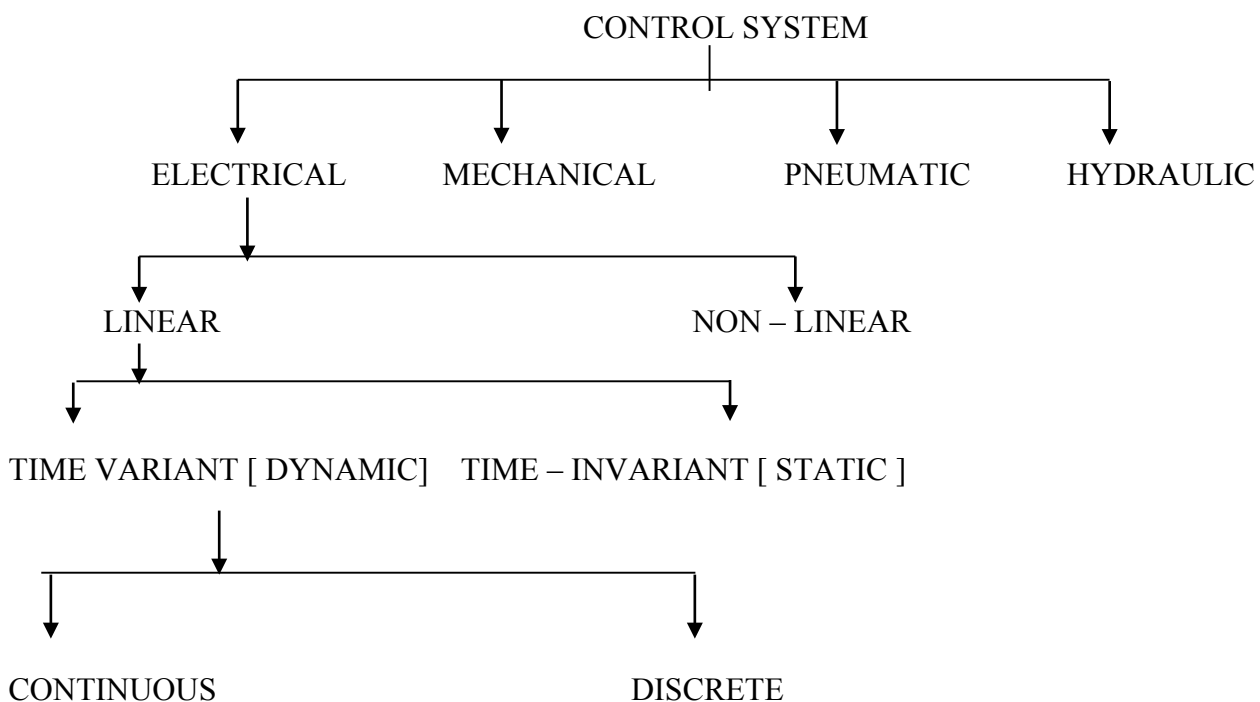 CONTROL SYSTEM
ELECTRICAL MECHANICAL PNEUMATIC HYDRAULIC
LINEAR NON – LINEAR
TIME VARIANT [ DYNAMIC] TIME – INVARIANT [ STATIC ]
CONTINUOUS DISCRETE